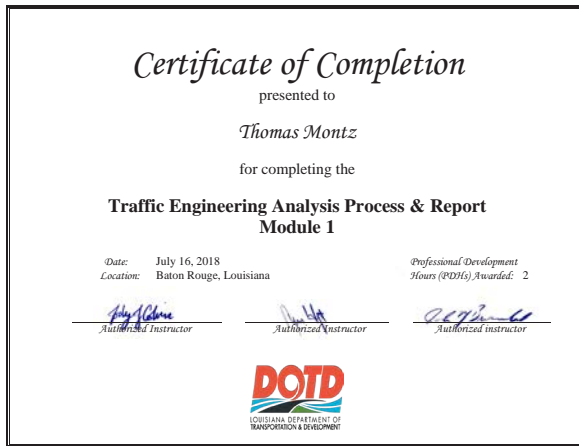 Certificate of Completion
presented to
Thomas Montz
for completing the
Traffic Engineering Analysis Process & Report
Module 1
Date: July 16, 2018
Location: Baton Rouge, Louisiana
Professional Development
Hours (PDHs) Awarded: 2
Authorized Instructor
Authorized Instructor
Authorized instructor
DOTD
LOUISIANA DEPARTMENT OF
TRANSPORTATION & DEVELOPMENT